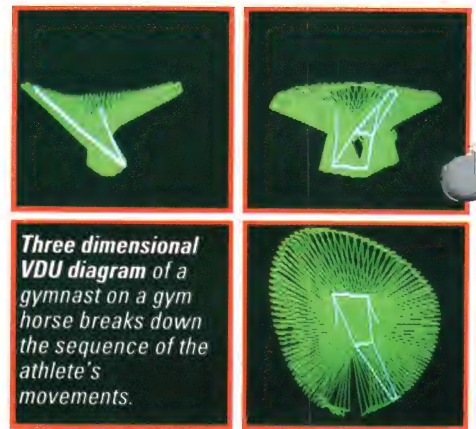 Three dimensional
VDU diagram of a
gymnast on a gym
horse breaks down
the sequence of the
athlete's
movements.